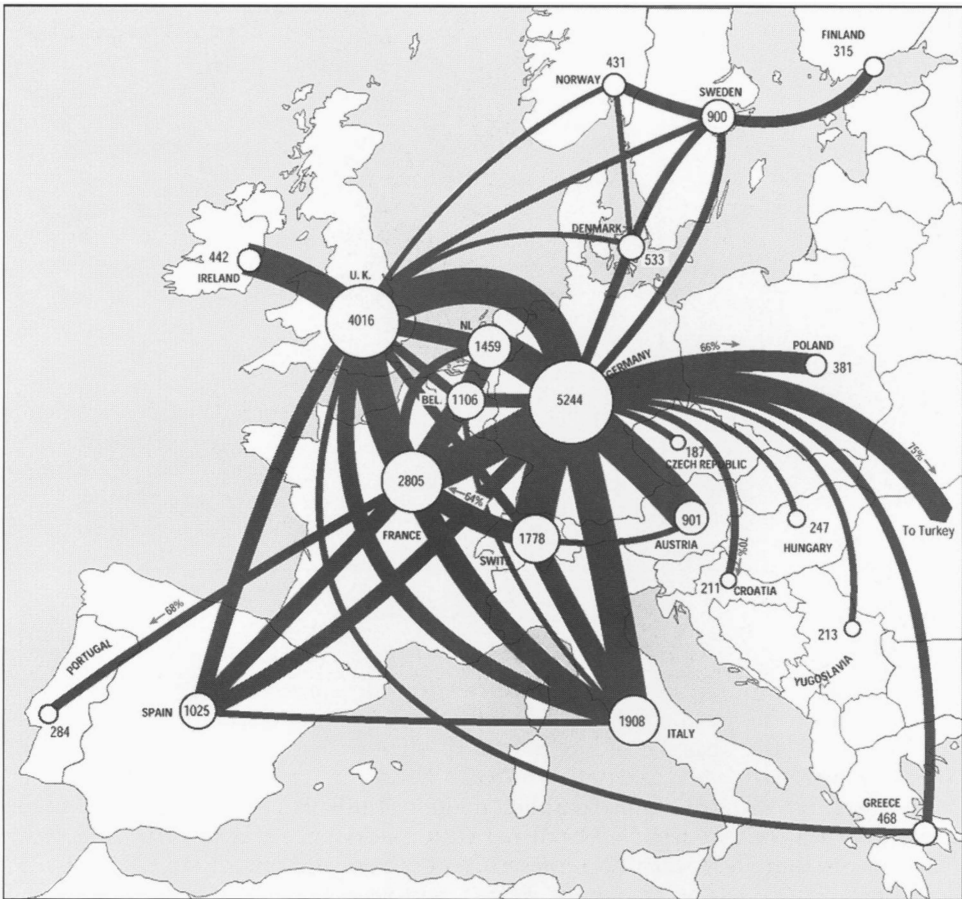 FINLAND
315
431
NORWAY
SWEDEN
900
DENMARK
533
442
IRELAND
U. K.
4016
NL
1459
GERMANY
66%
POLAND
381
BEL.
1106
5244
187
CZECH REPUBLIC
75%
2805
64%
FRANCE
1778
SWITZ
901
AUSTRIA
247
HUNGARY
To Turkey
70%
211
CROATIA
68%
PORTUGAL
213
YUGOSLAVIA
284
SPAIN
1025
1908
ITALY
GREECE
468